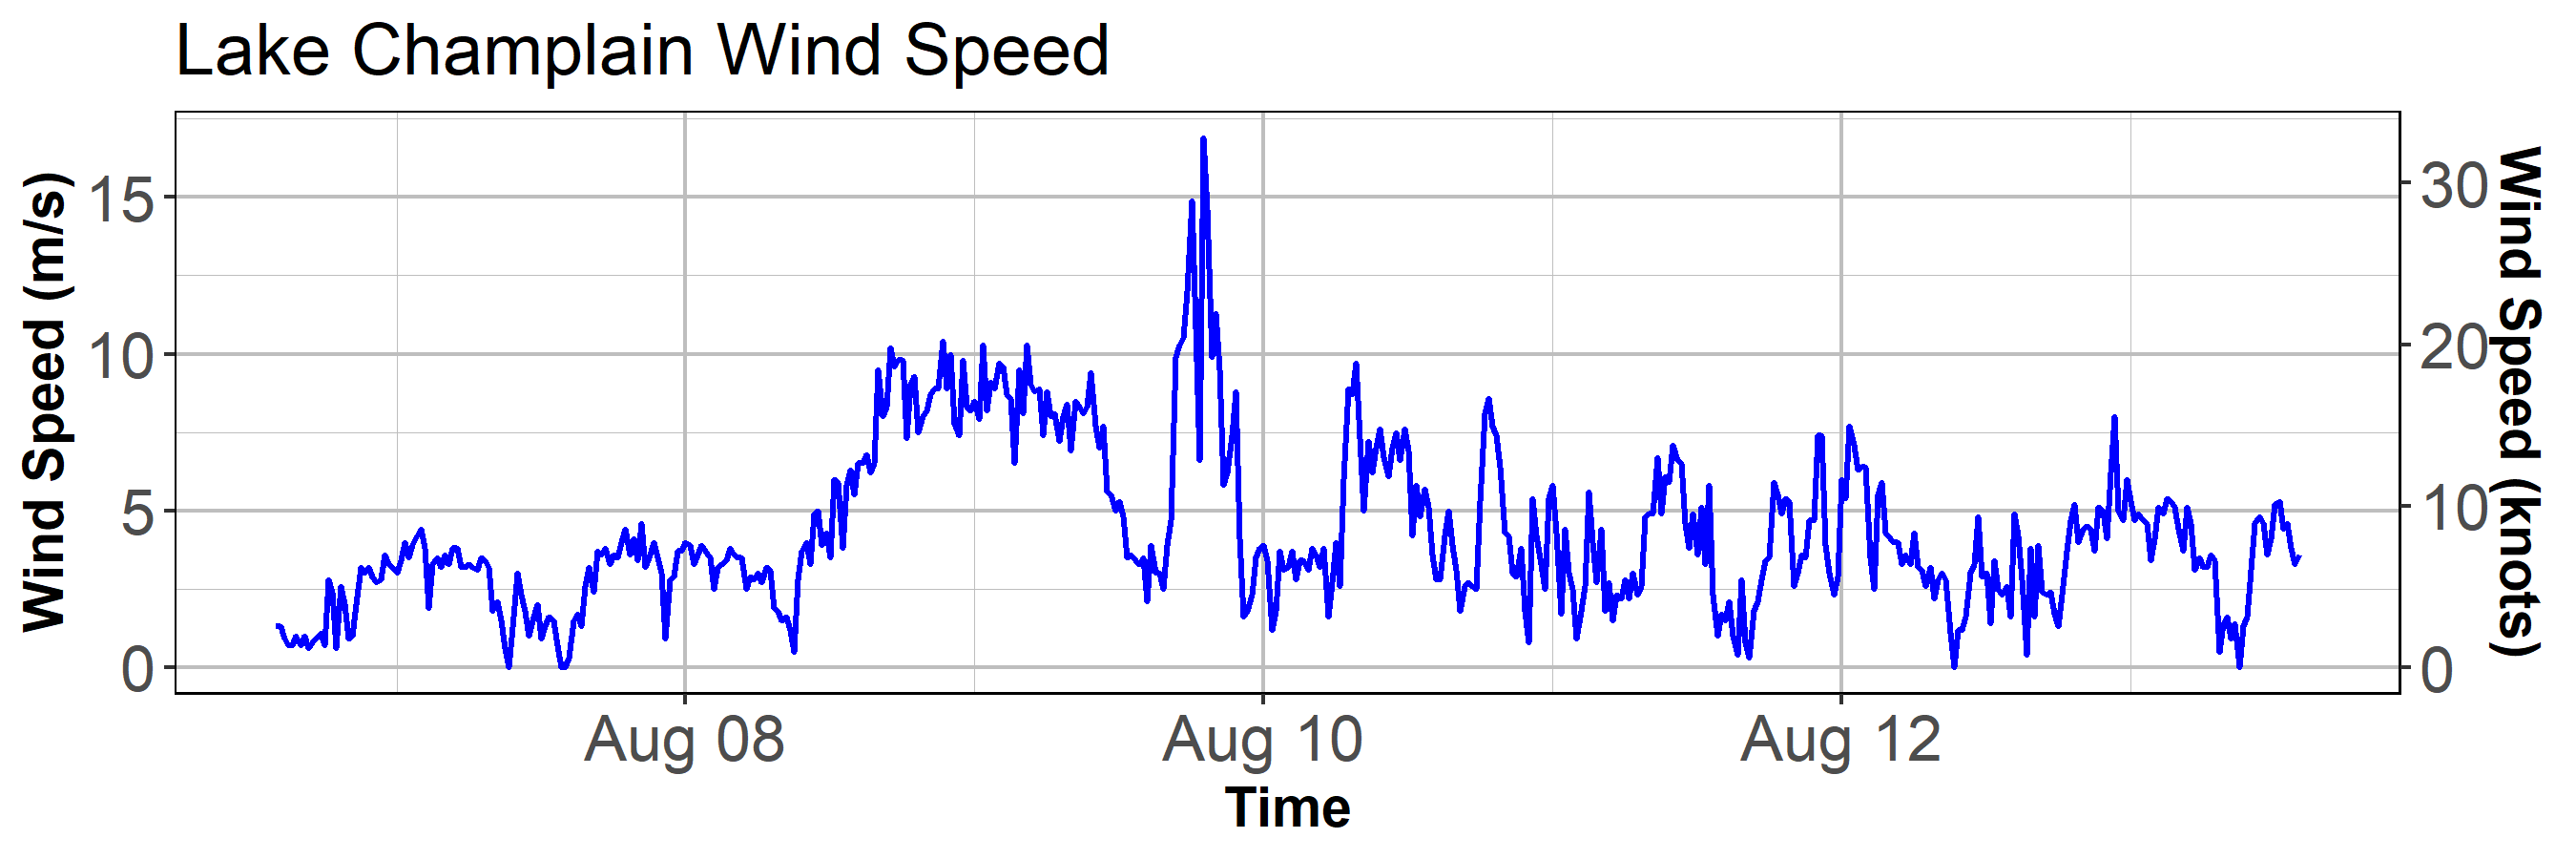 Lake Champlain Wind Speed
Wind Speed (m/s)
15
10
5
0
30
20
10
0
Wind Speed (knots)
Aug 08 Aug 10 Aug 12
Time